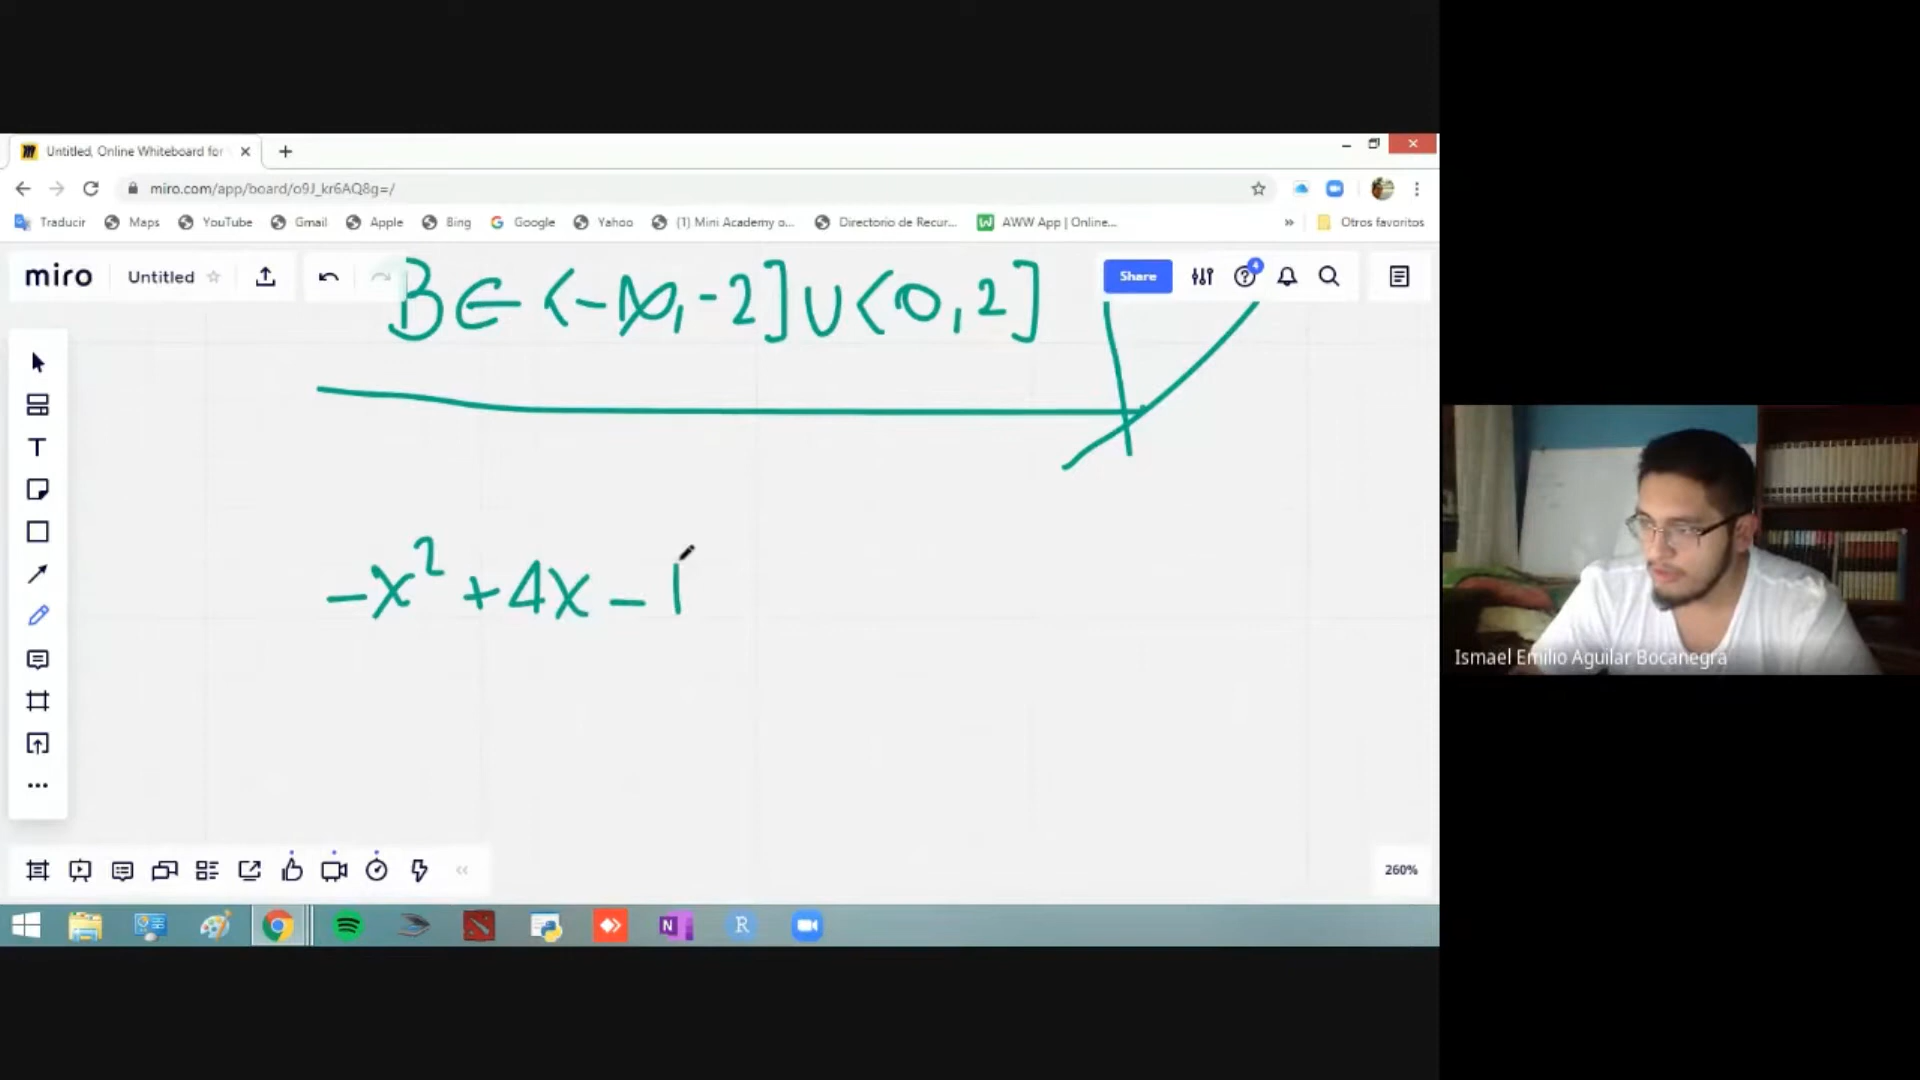 Untitled, Online Whiteboard for
miro.com/app/board/o9J_kr6AQ8g=/
Traducir Maps YouTube Gmail Apple Bing Google Yahoo (1) Mini Academy o... Directorio de Recur... AWW App | Online... » Otros favoritos
miro Untitled Share 4
B ∈ <-∞, -2] ∪ <0, 2]
-x² + 4x - 1
Ismael Emilio Aguilar Bocanegra
260%